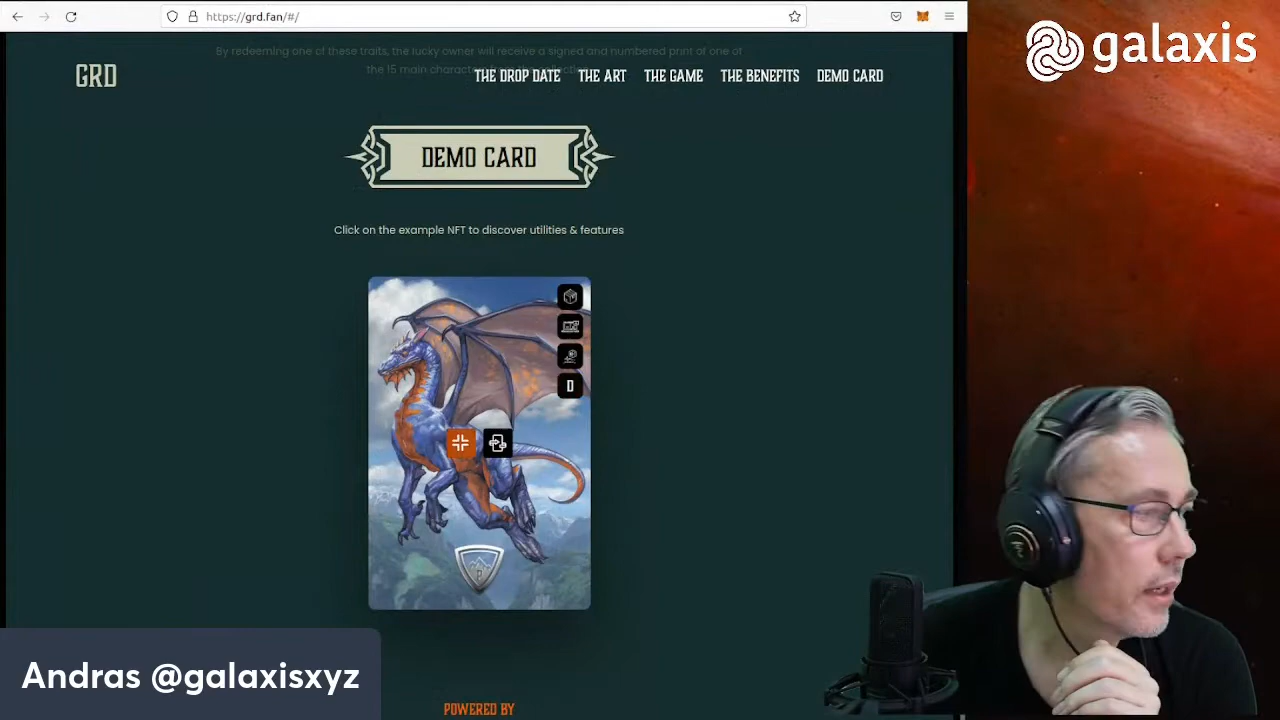 https://grd.fan/#/
galaxis
By redeeming one of these traits, the lucky owner will receive a signed and numbered print of one of
the 15 main characters
GRD
THE DROP DATE
THE ART
THE GAME
THE BENEFITS
DEMO CARD
DEMO CARD
Click on the example NFT to discover utilities & features
D
Andras @galaxisxyz
POWERED BY